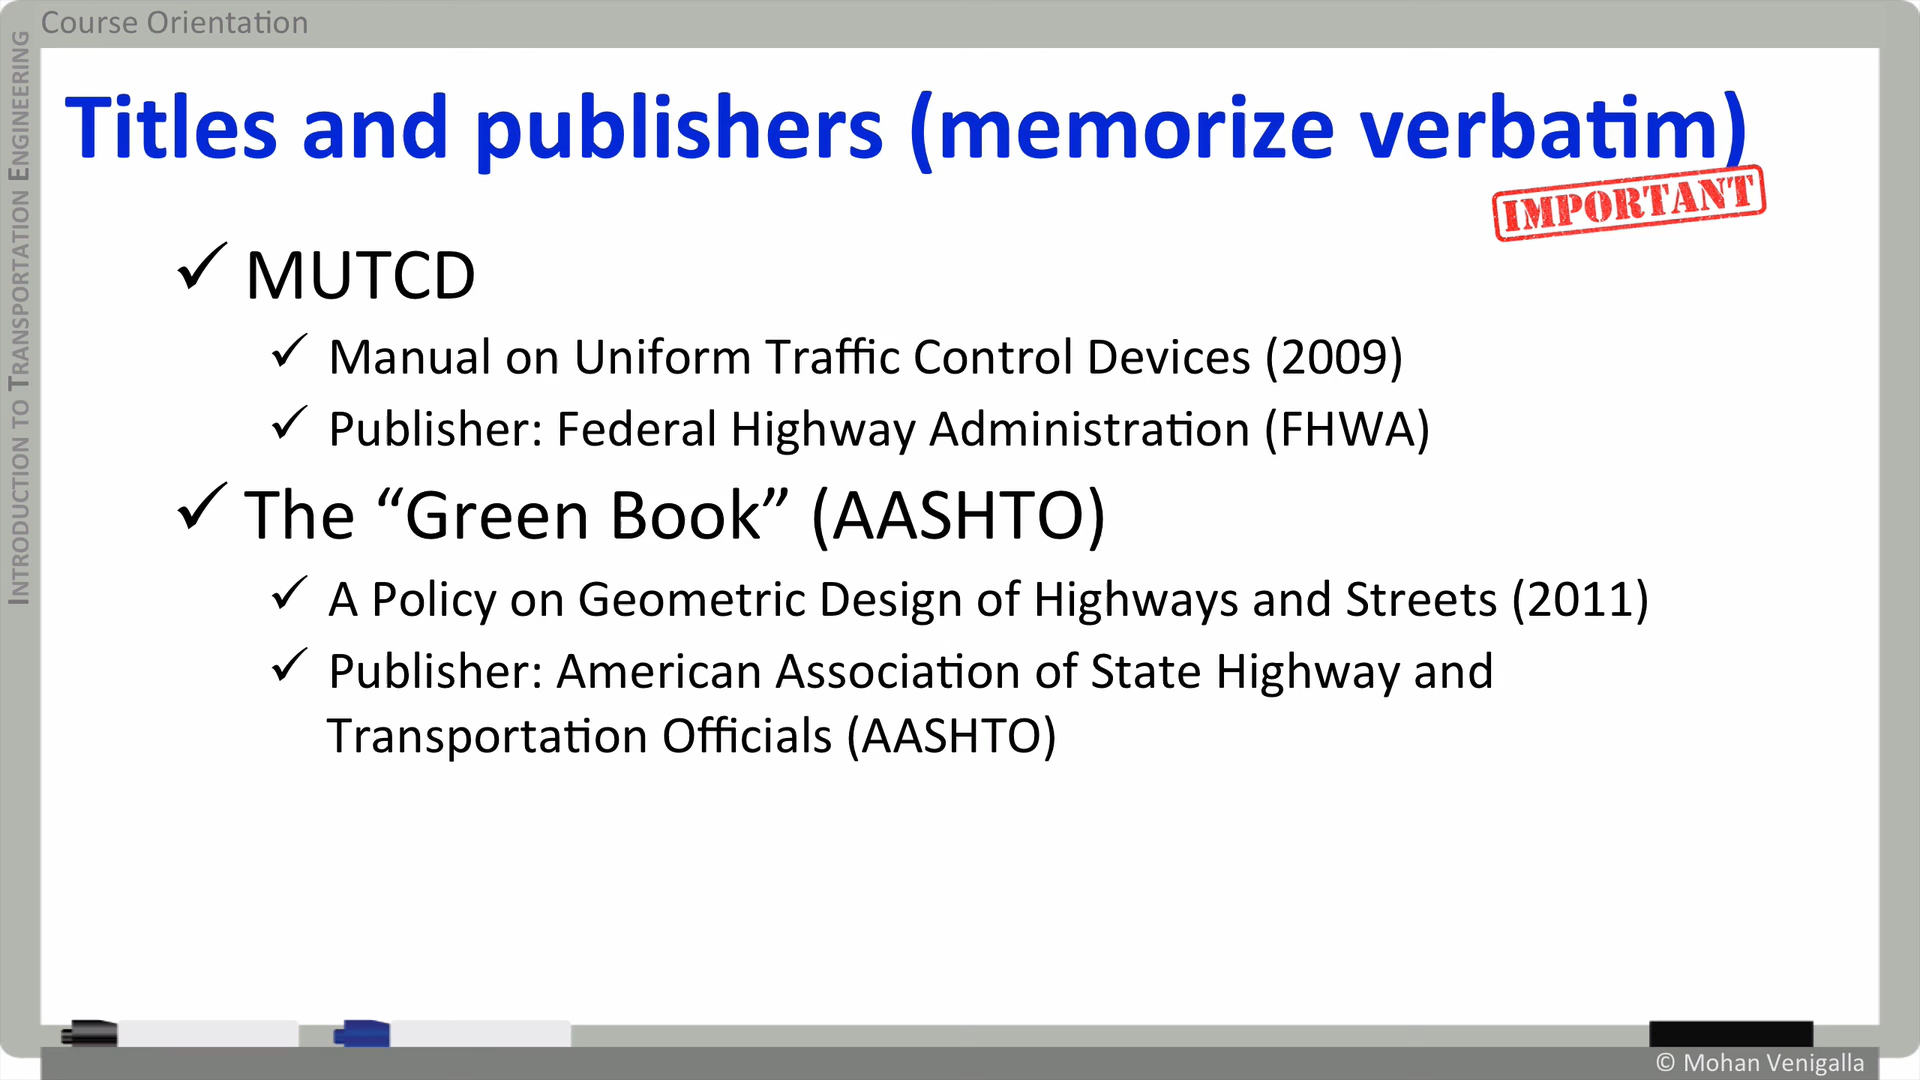 Course Orientation
INTRODUCTION TO TRANSPORTATION ENGINEERING
Titles and publishers (memorize verbatim)
IMPORTANT
✓ MUTCD
✓ Manual on Uniform Traffic Control Devices (2009)
✓ Publisher: Federal Highway Administration (FHWA)
✓ The “Green Book” (AASHTO)
✓ A Policy on Geometric Design of Highways and Streets (2011)
✓ Publisher: American Association of State Highway and
Transportation Officials (AASHTO)
© Mohan Venigalla